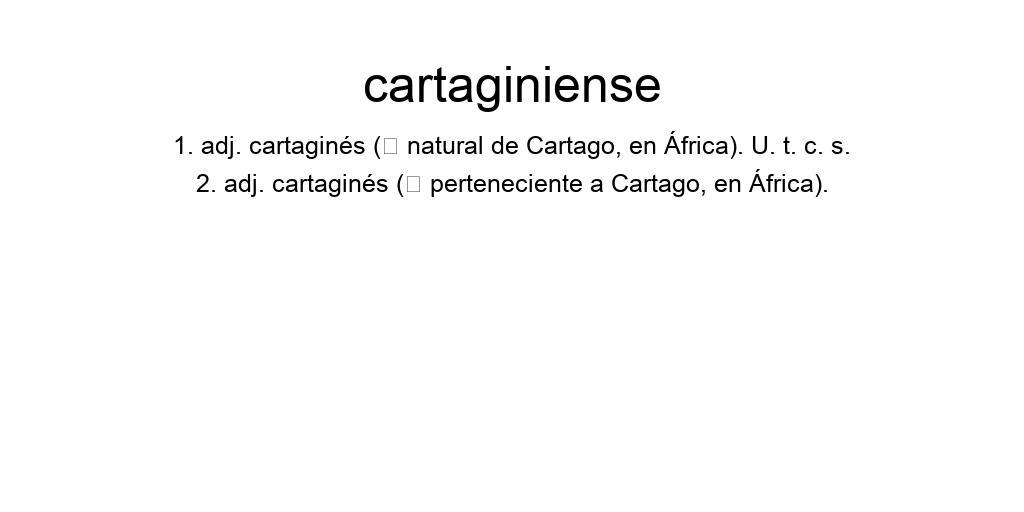 cartaginiense
1. adj. cartaginés (▯ natural de Cartago, en África). U. t. c. s.
2. adj. cartaginés (▯ perteneciente a Cartago, en África).